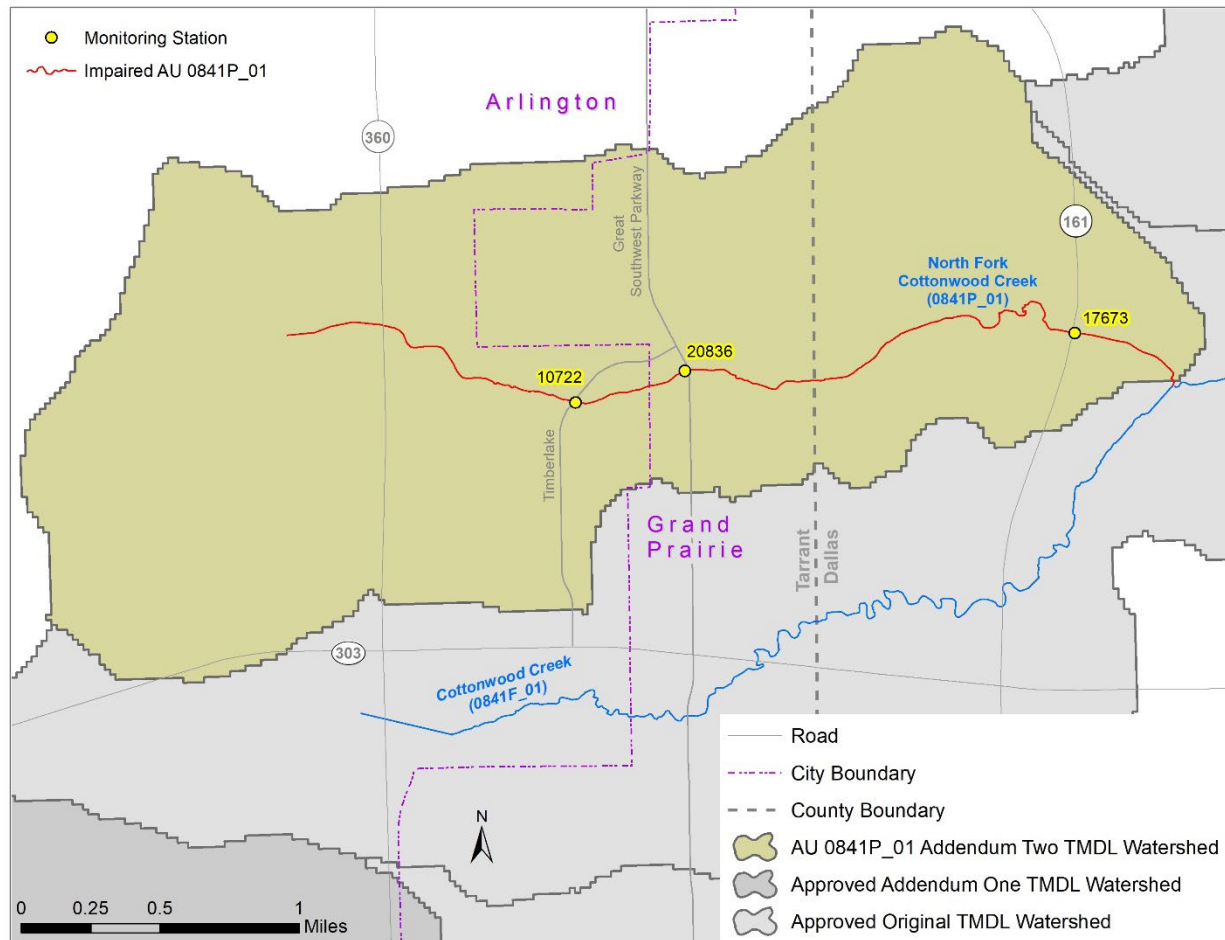 Monitoring Station
Impaired AU 0841P_01
Arlington
360
Great
Southwest Parkway
161
North Fork
Cottonwood Creek
(0841P_01)
17673
20836
10722
Timberlake
Grand
Prairie
Tarrant
Dallas
303
Cottonwood Creek
(0841F_01)
Road
City Boundary
County Boundary
AU 0841P_01 Addendum Two TMDL Watershed
Approved Addendum One TMDL Watershed
Approved Original TMDL Watershed
N
0 0.25 0.5 1
Miles